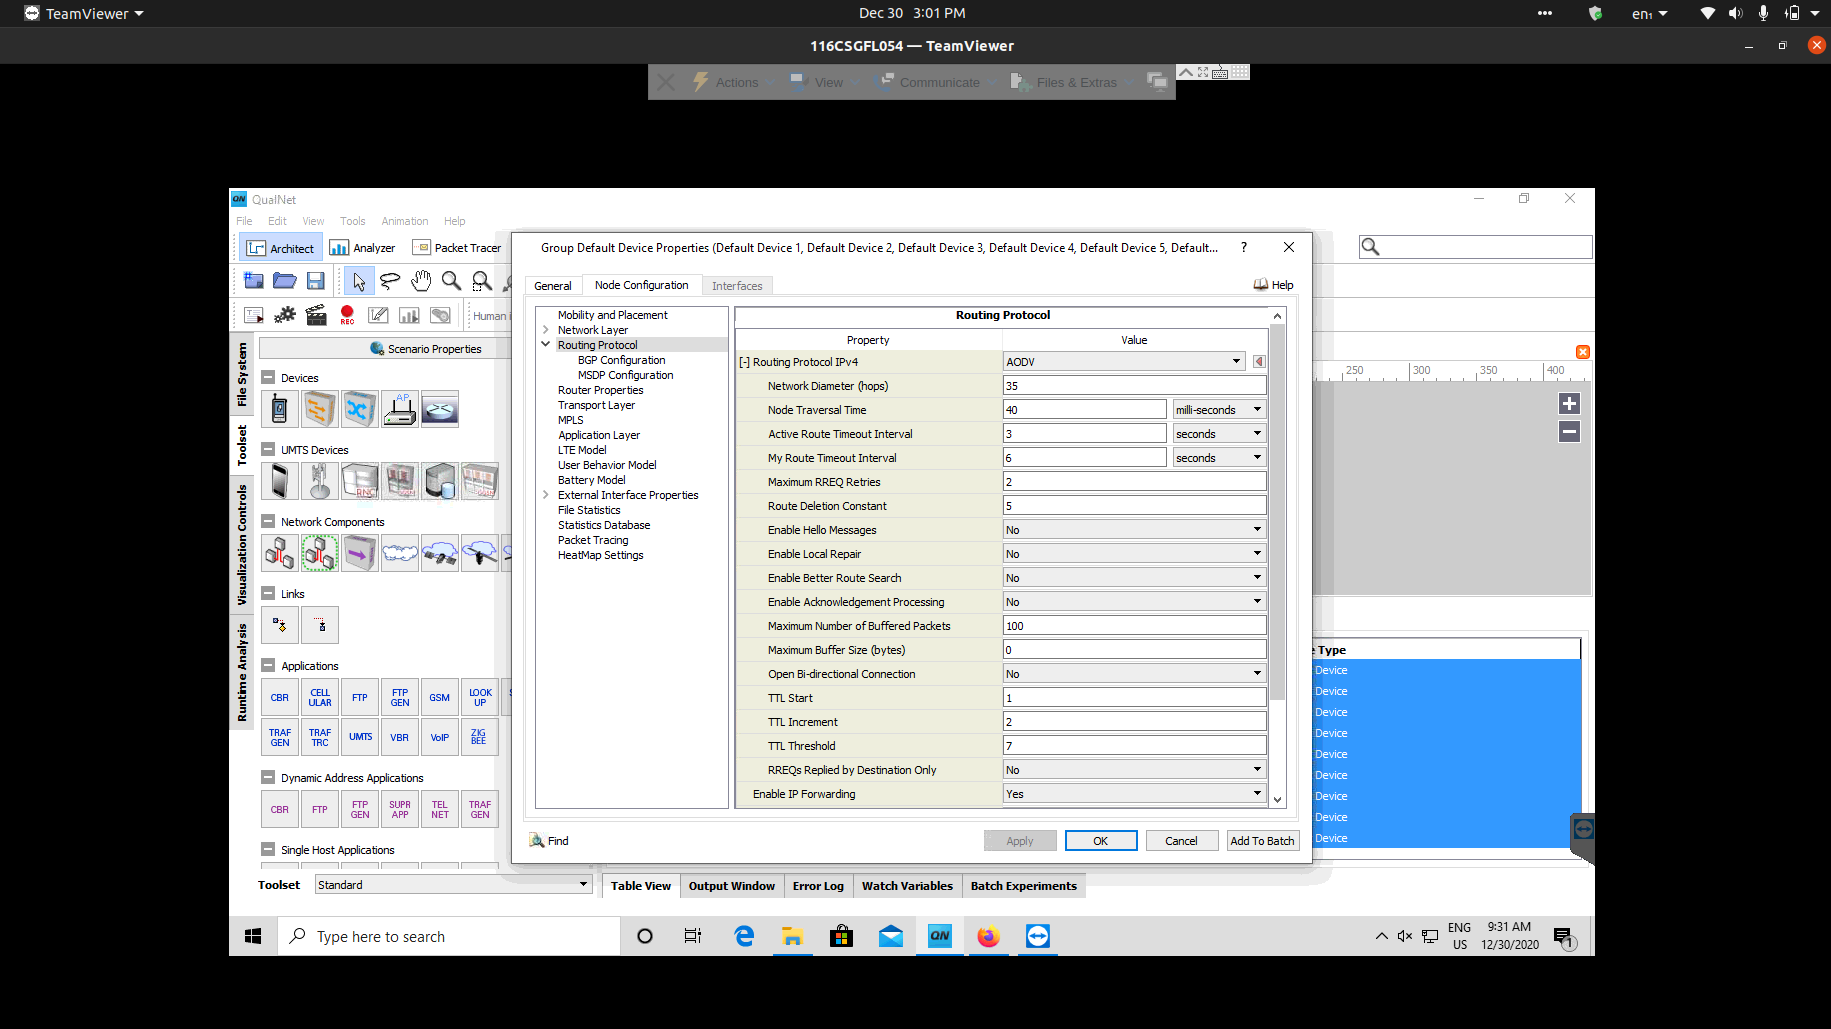 TeamViewer
Dec 30 3:01 PM
en₁
116CSGFL054 — TeamViewer
Actions
View
Communicate
Files & Extras
QN QualNet
File Edit View Tools Animation Help
Architect Analyzer Packet Tracer
REC
Human i
Group Default Device Properties (Default Device 1, Default Device 2, Default Device 3, Default Device 4, Default Device 5, Default...
?
General Node Configuration Interfaces
Help
File System
Toolset
Visualization Controls
Runtime Analysis
Scenario Properties
Devices
AP
UMTS Devices
RNC
Network Components
Links
Applications
CBR CELLULAR FTP FTP GEN GSM LOOK UP
TRAF GEN TRAF TRC UMTS VBR VoIP ZIG BEE
Dynamic Address Applications
CBR FTP FTP GEN SUPR APP TEL NET TRAF GEN
Single Host Applications
Toolset Standard
Mobility and Placement
Network Layer
Routing Protocol
BGP Configuration
MSDP Configuration
Router Properties
Transport Layer
MPLS
Application Layer
LTE Model
User Behavior Model
Battery Model
External Interface Properties
File Statistics
Statistics Database
Packet Tracing
HeatMap Settings
Routing Protocol
Property Value
[-] Routing Protocol IPv4 AODV
Network Diameter (hops) 35
Node Traversal Time 40 milli-seconds
Active Route Timeout Interval 3 seconds
My Route Timeout Interval 6 seconds
Maximum RREQ Retries 2
Route Deletion Constant 5
Enable Hello Messages No
Enable Local Repair No
Enable Better Route Search No
Enable Acknowledgement Processing No
Maximum Number of Buffered Packets 100
Maximum Buffer Size (bytes) 0
Open Bi-directional Connection No
TTL Start 1
TTL Increment 2
TTL Threshold 7
RREQs Replied by Destination Only No
Enable IP Forwarding Yes
Find
Apply OK Cancel Add To Batch
250 300 350 400
Type
Device
Device
Device
Device
Device
Device
Device
Device
Device
Table View Output Window Error Log Watch Variables Batch Experiments
Type here to search
QN
ENG
US
9:31 AM
12/30/2020
1